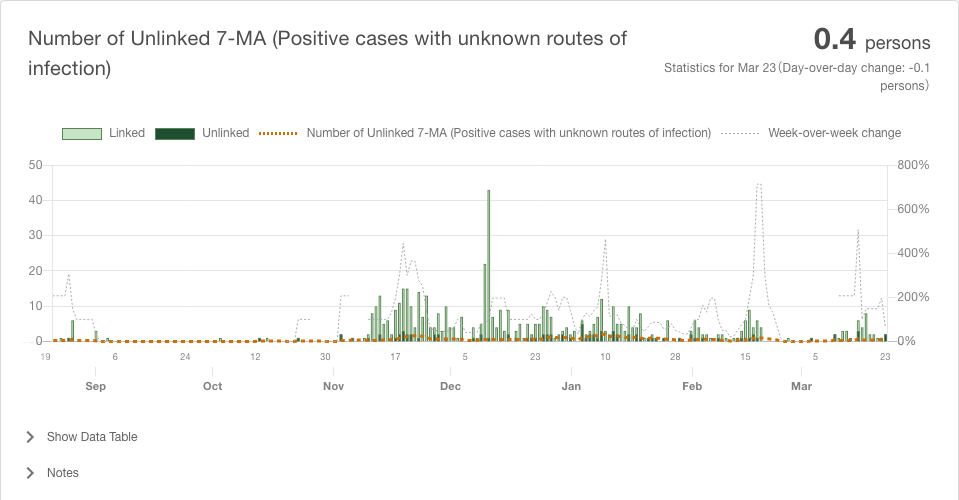 Number of Unlinked 7-MA (Positive cases with unknown routes of
infection)
0.4 persons
Statistics for Mar 23(Day-over-day change: -0.1
persons)
Linked Unlinked Number of Unlinked 7-MA (Positive cases with unknown routes of infection) Week-over-week change
50 800%
40 600%
30 400%
20 200%
10 0%
0
19 6 24 12 30 17 5 23 10 28 15 5 23
Sep Oct Nov Dec Jan Feb Mar
Show Data Table
Notes